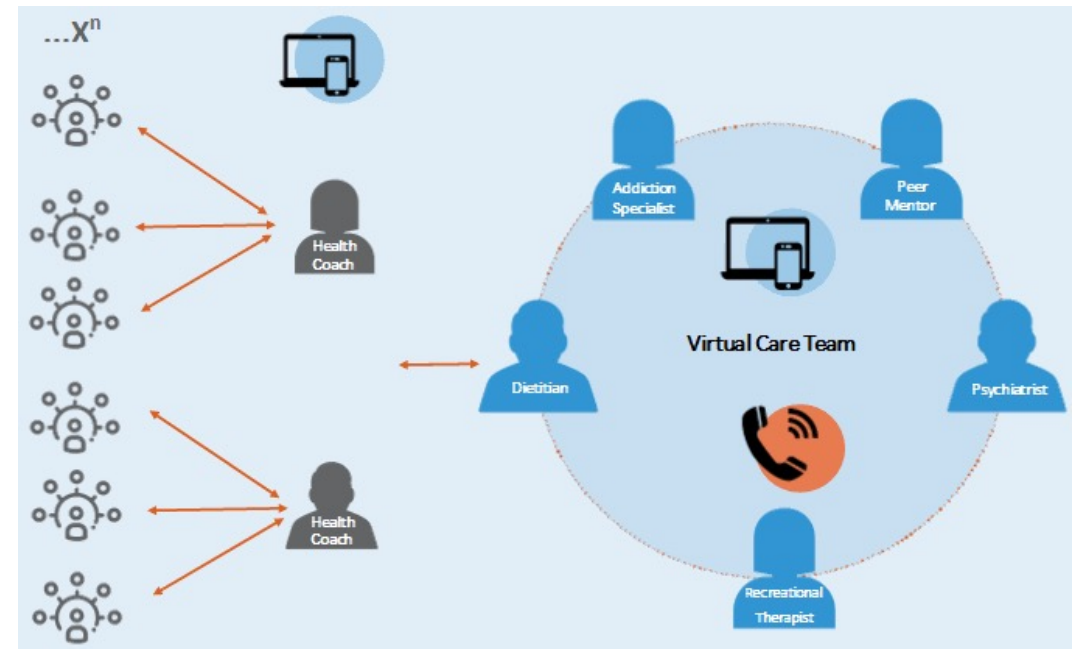 ...Xⁿ
Addiction
Specialist
Peer
Mentor
Health
Coach
Virtual Care Team
Dietitian
Psychiatrist
Health
Coach
Recreational
Therapist